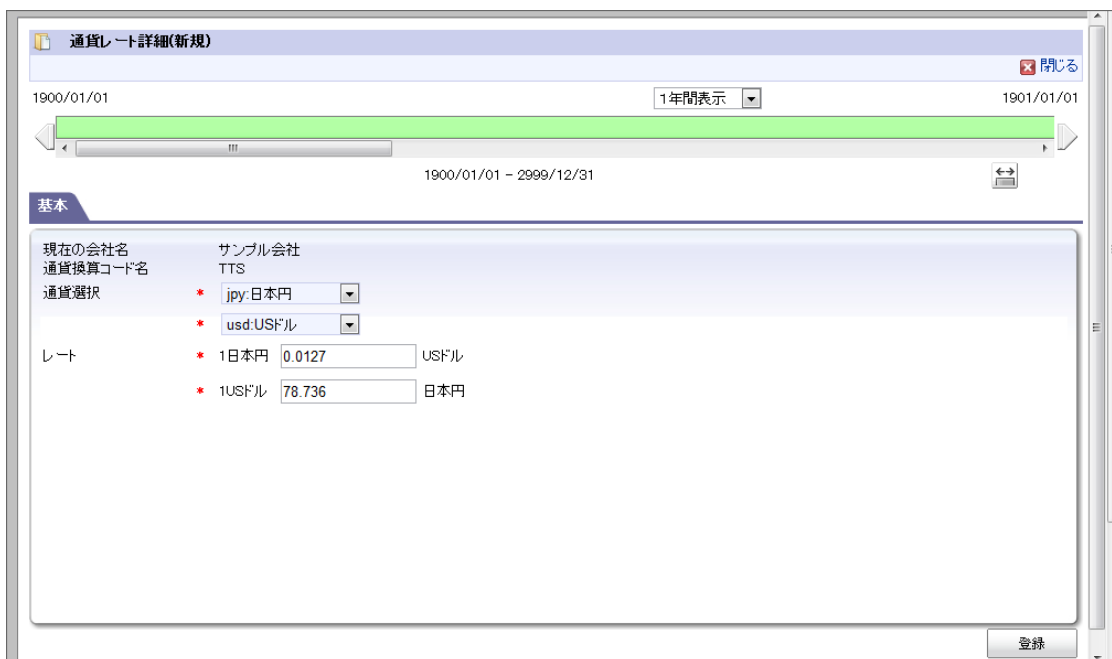 通貨レート詳細(新規)
閉じる
1900/01/01 1年間表示 1901/01/01
1900/01/01 - 2999/12/31
基本
現在の会社名 サンプル会社
通貨換算コード名 TTS
通貨選択 * jpy:日本円
* usd:USドル
レート * 1日本円 0.0127 USドル
* 1USドル 78.736 日本円
登録